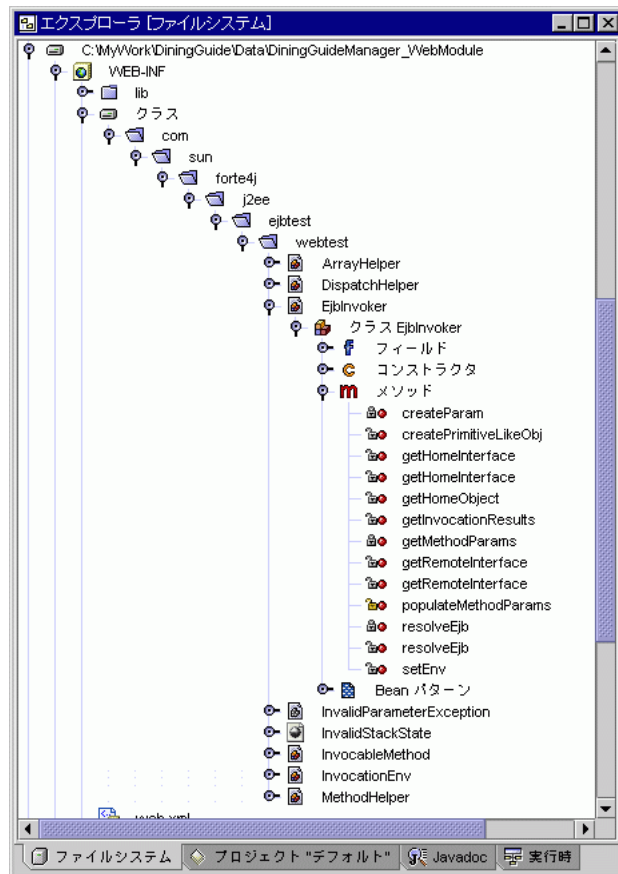 エクスプローラ [ファイルシステム]
C:\MyWork\DiningGuide\Data\DiningGuideManager_WebModule
WEB-INF
lib
クラス
com
sun
forte4j
j2ee
ejbtest
webtest
ArrayHelper
DispatchHelper
EjbInvoker
クラス EjbInvoker
フィールド
コンストラクタ
メソッド
createParam
createPrimitiveLikeObj
getHomeInterface
getHomeInterface
getHomeObject
getInvocationResults
getMethodParams
getRemoteInterface
getRemoteInterface
populateMethodParams
resolveEjb
resolveEjb
setEnv
Bean パターン
InvalidParameterException
InvalidStackState
InvocableMethod
InvocationEnv
MethodHelper
web.xml
ファイルシステム プロジェクト "デフォルト" Javadoc 実行時